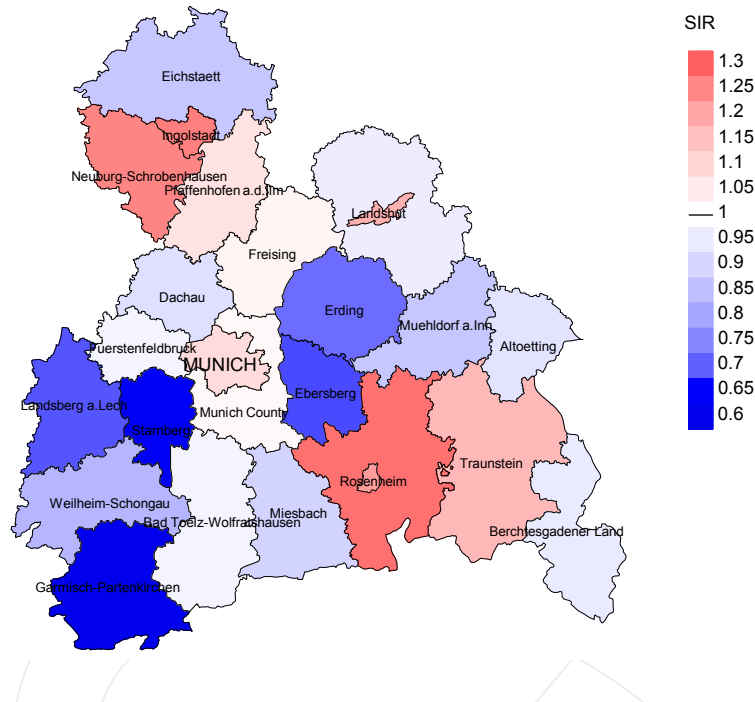 SIR
1.3
1.25
1.2
1.15
1.1
1.05
1
0.95
0.9
0.85
0.8
0.75
0.7
0.65
0.6
Eichstaett
Ingolstadt
Neuburg-Schrobenhausen
Pfaffenhofen a.d.Ilm
Landshut
Freising
Dachau
Erding
Muehldorf a.Inn
Altoetting
Fuerstenfeldbruck
MUNICH
Landsberg a.Lech
Ebersberg
Munich County
Starnberg
Traunstein
Rosenheim
Weilheim-Schongau
Miesbach
Bad Toelz-Wolfratshausen
Berchtesgadener Land
Garmisch-Partenkirchen